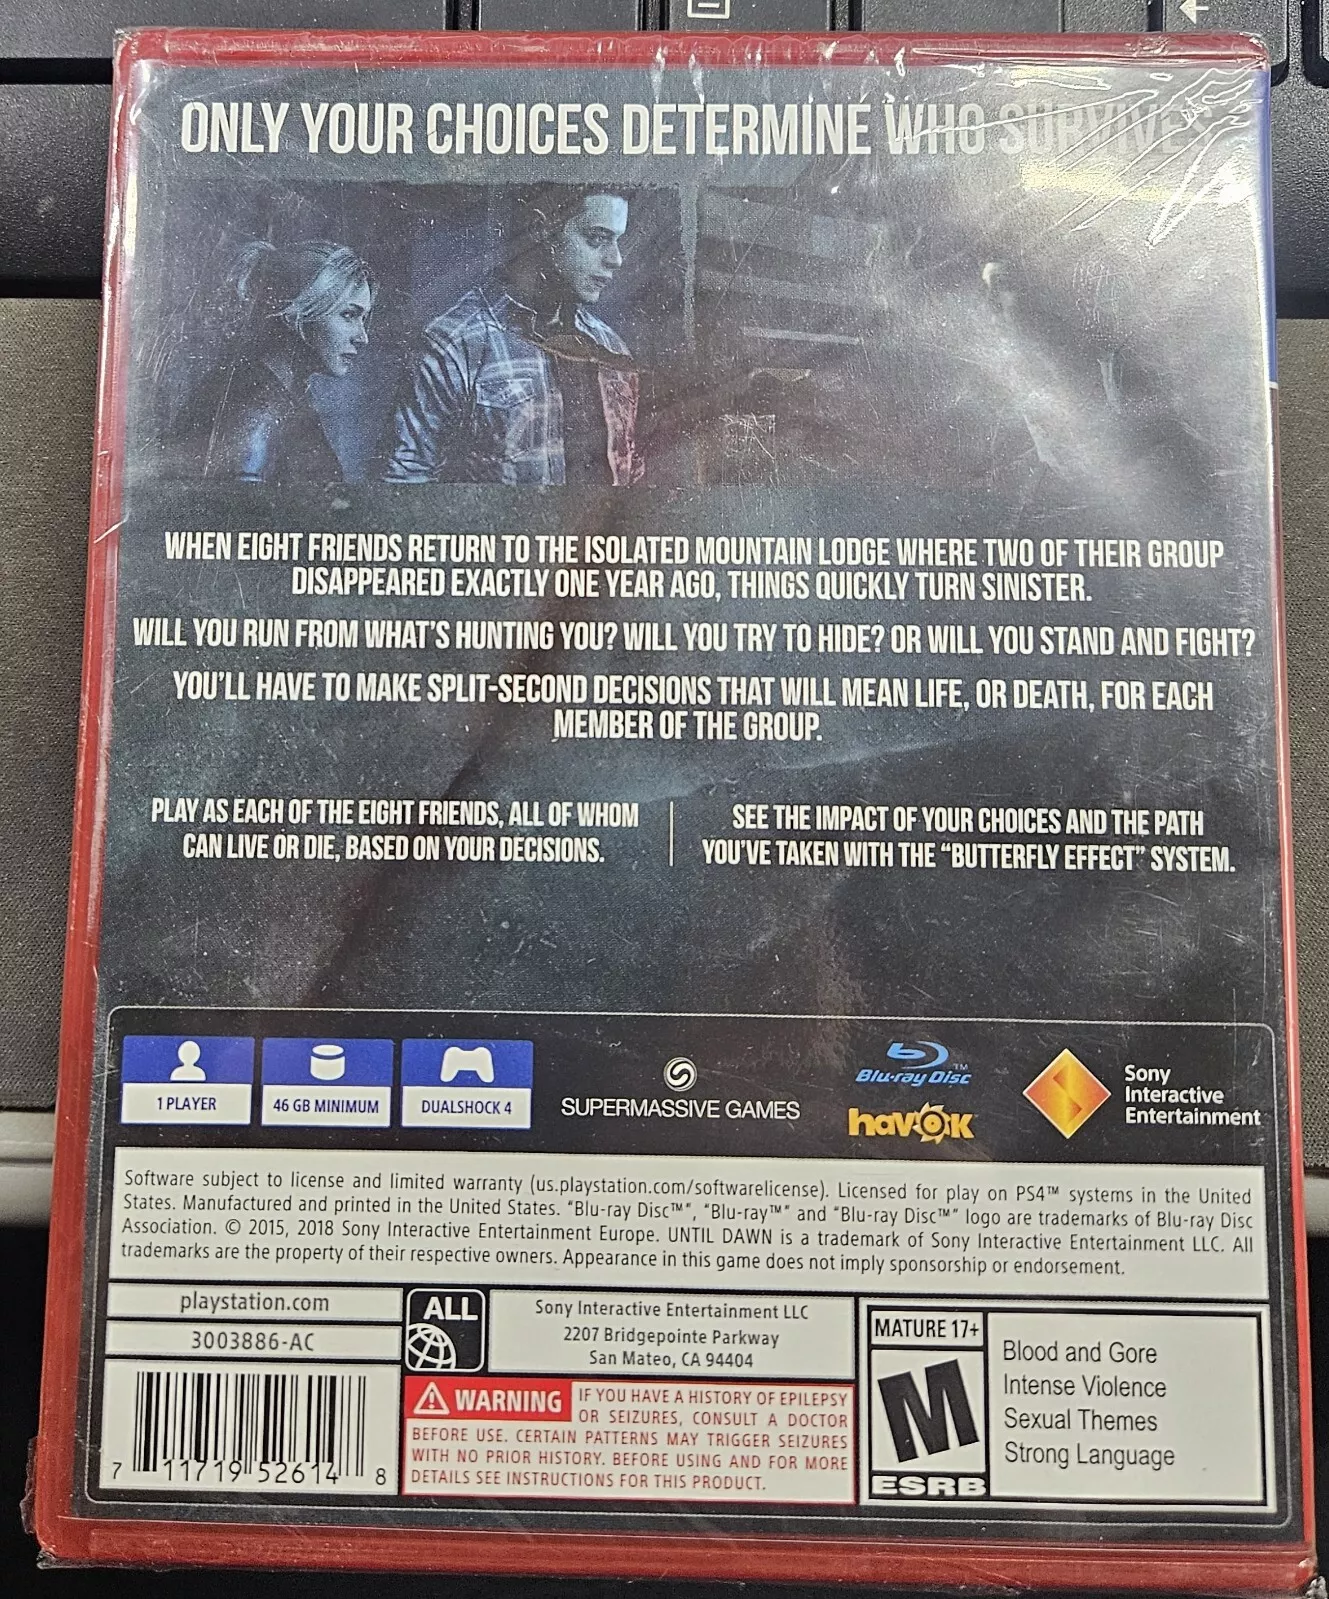 ONLY YOUR CHOICES DETERMINE WHO SURVIVES
WHEN EIGHT FRIENDS RETURN TO THE ISOLATED MOUNTAIN LODGE WHERE TWO OF THEIR GROUP
DISAPPEARED EXACTLY ONE YEAR AGO, THINGS QUICKLY TURN SINISTER.
WILL YOU RUN FROM WHAT'S HUNTING YOU? WILL YOU TRY TO HIDE? OR WILL YOU STAND AND FIGHT?
YOU'LL HAVE TO MAKE SPLIT-SECOND DECISIONS THAT WILL MEAN LIFE, OR DEATH, FOR EACH
MEMBER OF THE GROUP.
PLAY AS EACH OF THE EIGHT FRIENDS, ALL OF WHOM
CAN LIVE OR DIE, BASED ON YOUR DECISIONS.
SEE THE IMPACT OF YOUR CHOICES AND THE PATH
YOU'VE TAKEN WITH THE “BUTTERFLY EFFECT” SYSTEM.
1 PLAYER
46 GB MINIMUM
DUALSHOCK 4
SUPERMASSIVE GAMES
Blu-ray Disc™
havok
Sony
Interactive
Entertainment
Software subject to license and limited warranty (us.playstation.com/softwarelicense). Licensed for play on PS4™ systems in the United
States. Manufactured and printed in the United States. "Blu-ray Disc™", "Blu-ray™" and "Blu-ray Disc™" logo are trademarks of Blu-ray Disc
Association. © 2015, 2018 Sony Interactive Entertainment Europe. UNTIL DAWN is a trademark of Sony Interactive Entertainment LLC. All
trademarks are the property of their respective owners. Appearance in this game does not imply sponsorship or endorsement.
playstation.com
3003886-AC
7 11719 52614 8
ALL
Sony Interactive Entertainment LLC
2207 Bridgepointe Parkway
San Mateo, CA 94404
WARNING IF YOU HAVE A HISTORY OF EPILEPSY
OR SEIZURES, CONSULT A DOCTOR
BEFORE USE. CERTAIN PATTERNS MAY TRIGGER SEIZURES
WITH NO PRIOR HISTORY. BEFORE USING AND FOR MORE
DETAILS SEE INSTRUCTIONS FOR THIS PRODUCT.
MATURE 17+
M
ESRB
Blood and Gore
Intense Violence
Sexual Themes
Strong Language